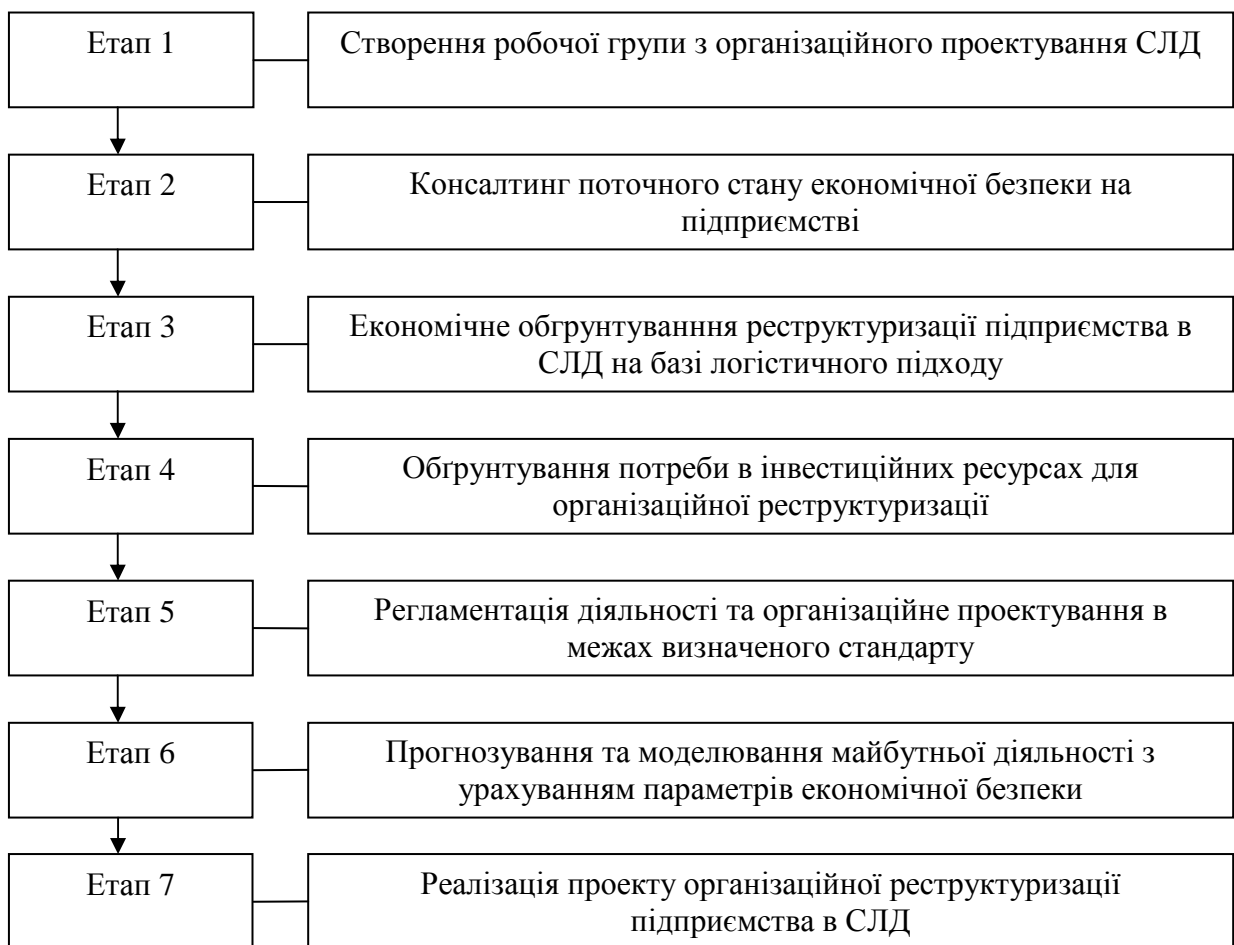 Етап 1
Створення робочої групи з організаційного проектування СЛД
Етап 2
Консалтинг поточного стану економічної безпеки на
підприємстві
Етап 3
Економічне обгрунтуванння реструктуризації підприємства в
СЛД на базі логістичного підходу
Етап 4
Обґрунтування потреби в інвестиційних ресурсах для
організаційної реструктуризації
Етап 5
Регламентація діяльності та організаційне проектування в
межах визначеного стандарту
Етап 6
Прогнозування та моделювання майбутньої діяльності з
урахуванням параметрів економічної безпеки
Етап 7
Реалізація проекту організаційної реструктуризації
підприємства в СЛД